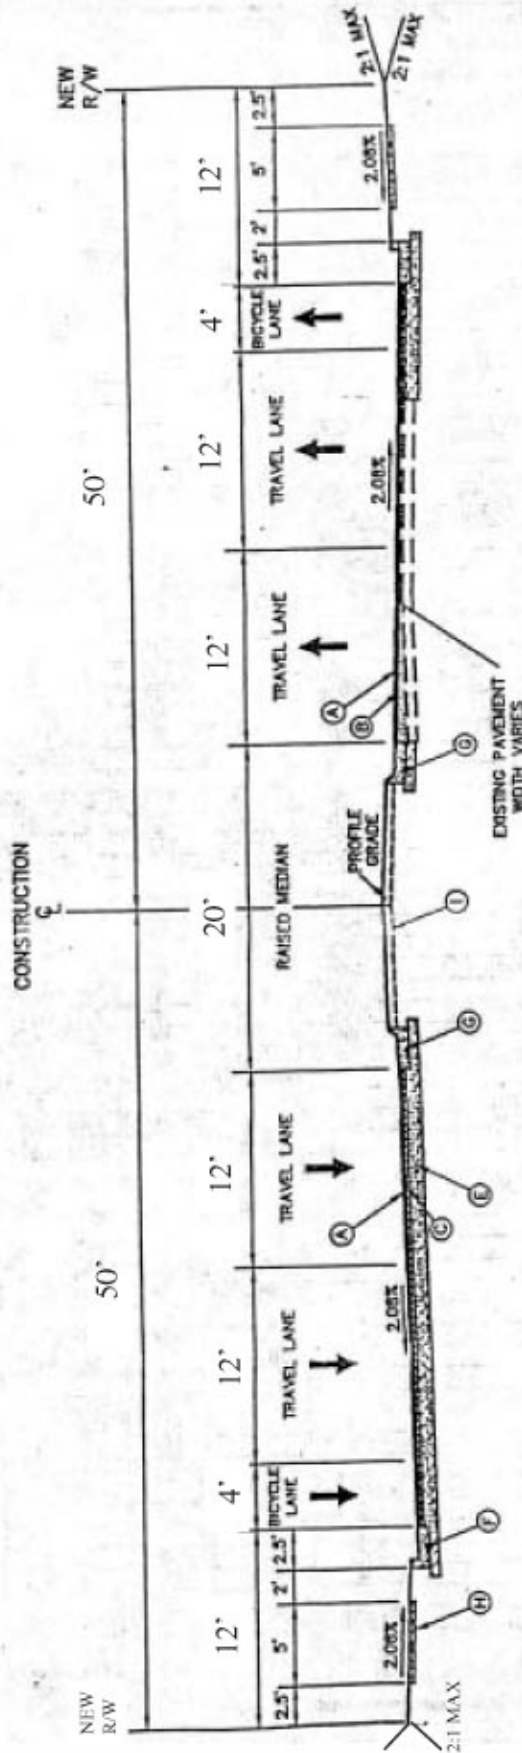 CONSTRUCTION
℄
NEW
R/W
NEW
R/W
50'
50'
12'
4'
12'
12'
20'
12'
12'
4'
12'
2.5'
5'
2'
2.5'
BICYCLE
LANE
TRAVEL LANE
TRAVEL LANE
RAISED MEDIAN
TRAVEL LANE
TRAVEL LANE
BICYCLE
LANE
2.5'
2'
5'
2.5'
PROFILE
GRADE
2:1 MAX
2.08%
2.08%
2.08%
2.08%
2:1 MAX
2:1 MAX
H
F
A
C
E
G
I
G
B
A
EXISTING PAVEMENT
WIDTH VARIES